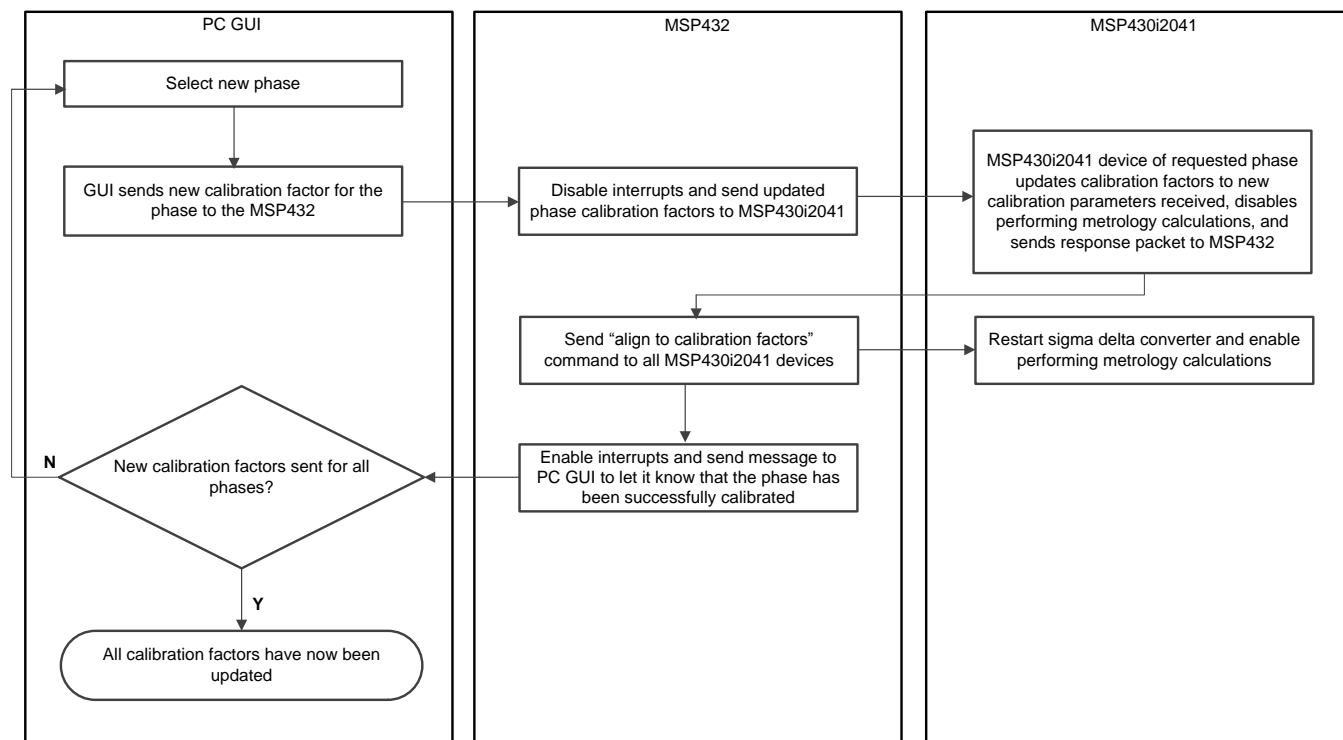 PC GUI
MSP432
MSP430i2041
Select new phase
GUI sends new calibration factor for the
phase to the MSP432
Disable interrupts and send updated
phase calibration factors to MSP430i2041
MSP430i2041 device of requested phase
updates calibration factors to new
calibration parameters received, disables
performing metrology calculations, and
sends response packet to MSP432
Send “align to calibration factors”
command to all MSP430i2041 devices
Restart sigma delta converter and enable
performing metrology calculations
Enable interrupts and send message to
PC GUI to let it know that the phase has
been successfully calibrated
N
New calibration factors sent for all
phases?
Y
All calibration factors have now been
updated